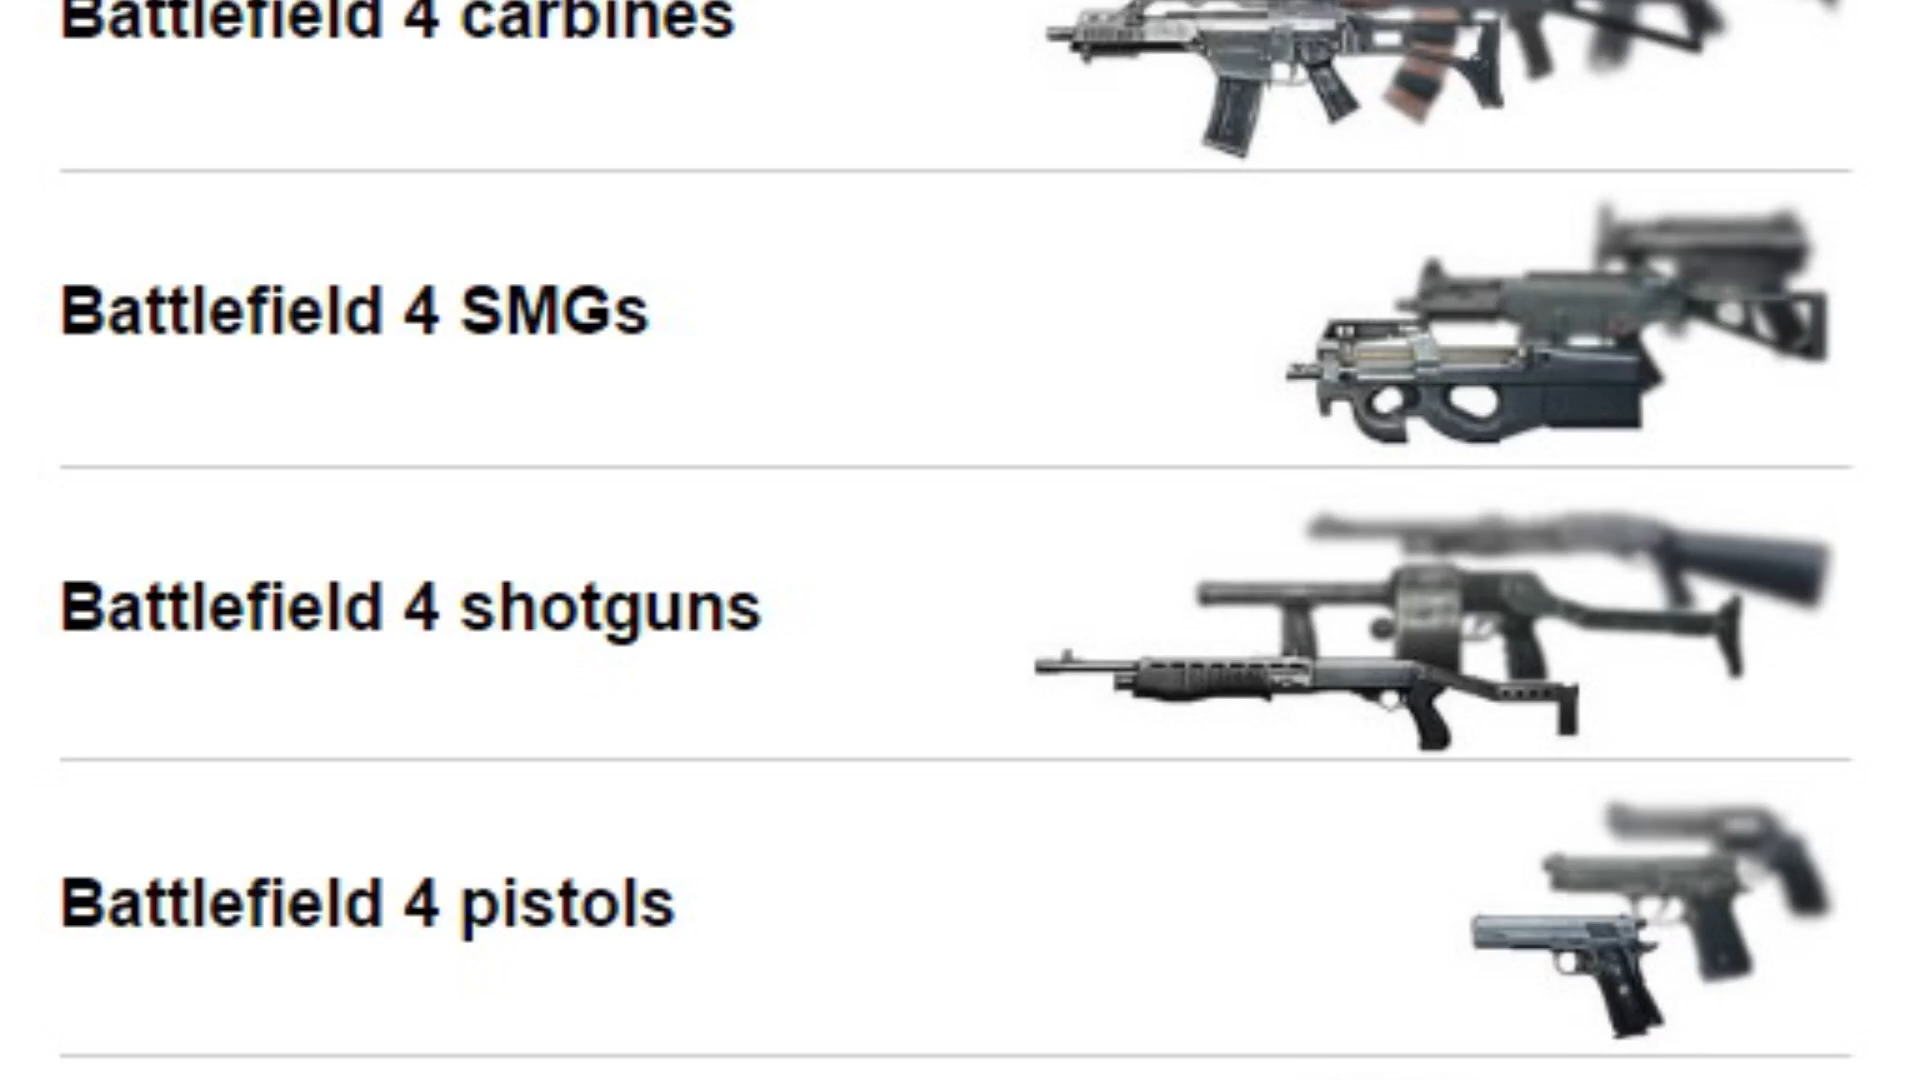 Battlefield 4 carbines
Battlefield 4 SMGs
Battlefield 4 shotguns
Battlefield 4 pistols